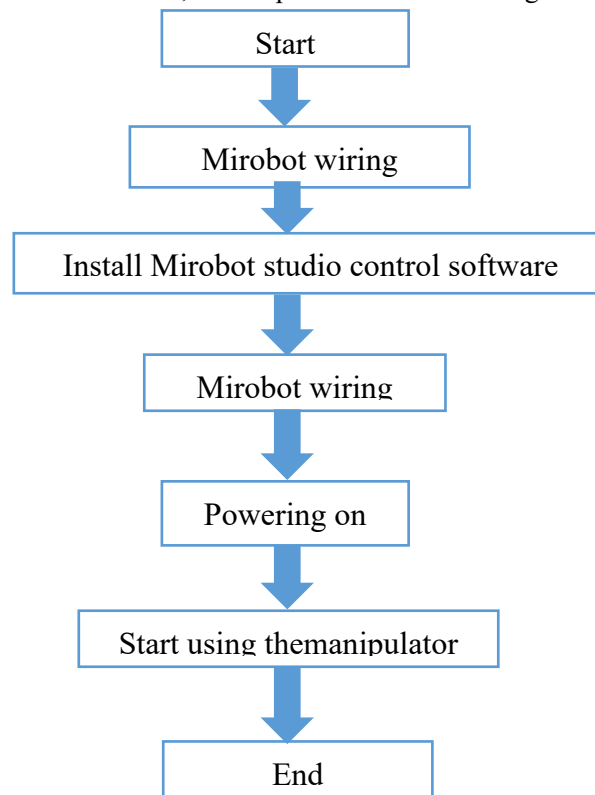 Start
Mirobot wiring
Install Mirobot studio control software
Mirobot wiring
Powering on
Start using themanipulator
End